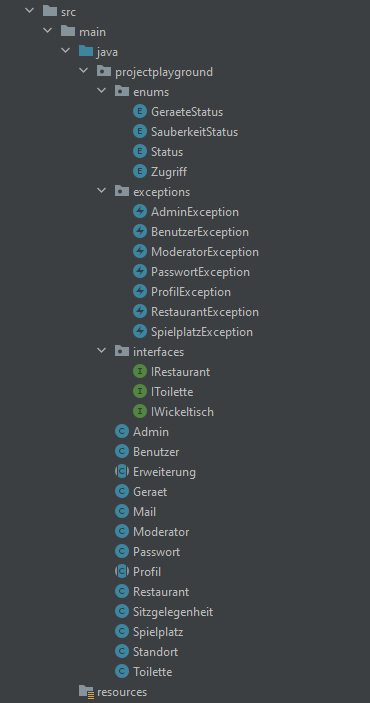 src
main
java
projectplayground
enums
GeraeteStatus
SauberkeitStatus
Status
Zugriff
exceptions
AdminException
BenutzerException
ModeratorException
PasswortException
ProfilException
RestaurantException
SpielplatzException
interfaces
IRestaurant
IToilette
IWickeltisch
Admin
Benutzer
Erweiterung
Geraet
Mail
Moderator
Passwort
Profil
Restaurant
Sitzgelegenheit
Spielplatz
Standort
Toilette
resources